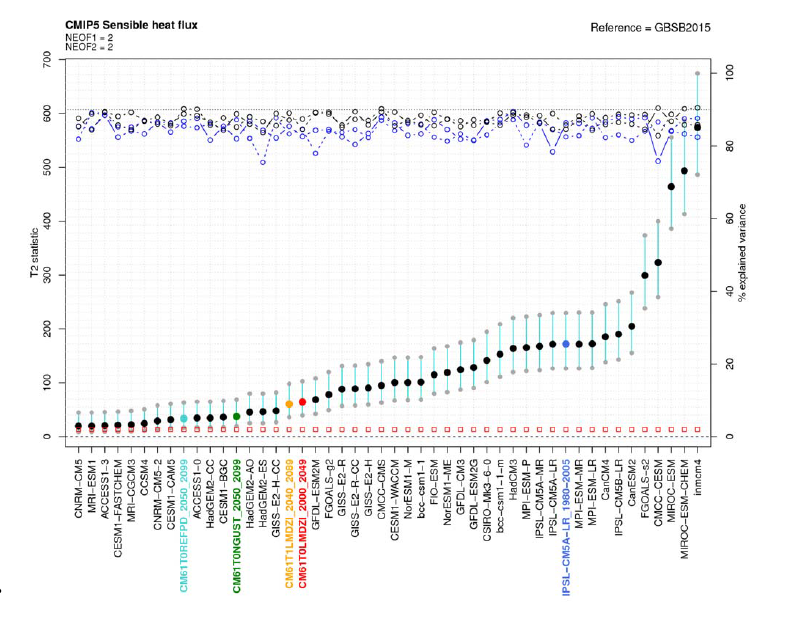 CMIP5 Sensible heat flux
NEOF1 = 2
NEOF2 = 2
Reference = GBSB2015
T2 statistic
0
100
200
300
400
500
600
700
% explained variance
0
20
40
60
80
100
CNRM-CM5
MRI-ESM1
ACCESS1-3
CESM1-FASTCHEM
MRI-CGCM3
CCSM4
CNRM-CM5-2
CESM1-CAM5
CM61T0REFPD_2050_2099
ACCESS1-0
HadGEM2-CC
CESM1-BGC
CM61T0NGUST_2050_2099
HadGEM2-AO
HadGEM2-ES
GISS-E2-H-CC
CM61T1LMDZI_2040_2089
CM61T0LMDZI_2000_2049
GFDL-ESM2M
FGOALS-g2
GISS-E2-R
GISS-E2-R-CC
GISS-E2-H
CMCC-CMS
CESM1-WACCM
NorESM1-M
bcc-csm1-1
FIO-ESM
NorESM1-ME
GFDL-CM3
GFDL-ESM2G
CSIRO-Mk3-6-0
bcc-csm1-1-m
HadCM3
MPI-ESM-P
IPSL-CM5A-MR
IPSL-CM5A-LR
IPSL-CM5A-LR_1980-2005
MPI-ESM-MR
MPI-ESM-LR
CanCM4
IPSL-CM5B-LR
CanESM2
FGOALS-s2
CMCC-CESM
MIROC-ESM
MIROC-ESM-CHEM
inmcm4